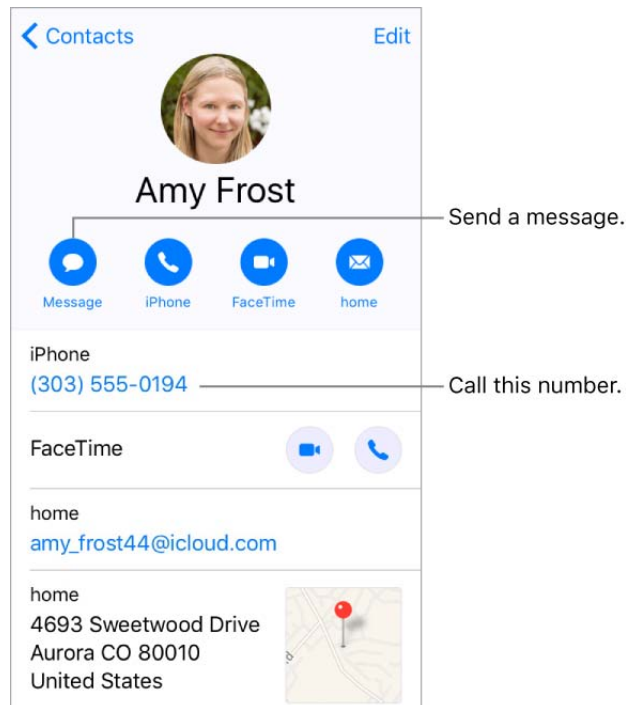 Contacts
Edit
Amy Frost
Send a message.
Message iPhone FaceTime home
iPhone
(303) 555-0194
Call this number.
FaceTime
home
amy_frost44@icloud.com
home
4693 Sweetwood Drive
Aurora CO 80010
United States